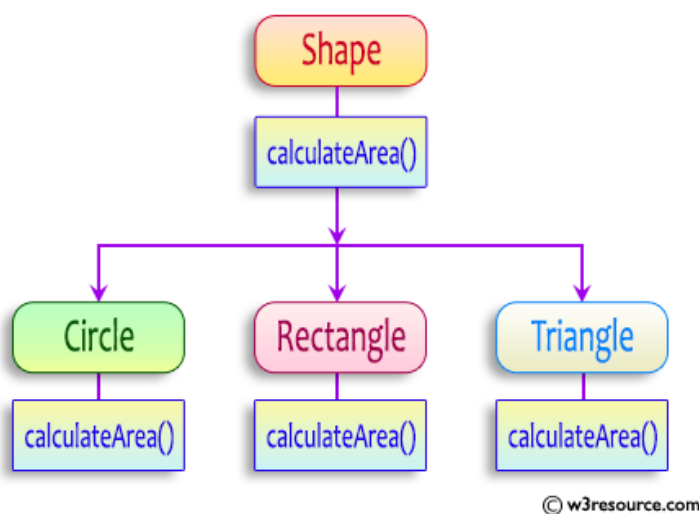 Shape
calculateArea()
Circle
Rectangle
Triangle
calculateArea()
calculateArea()
calculateArea()
© w3resource.com